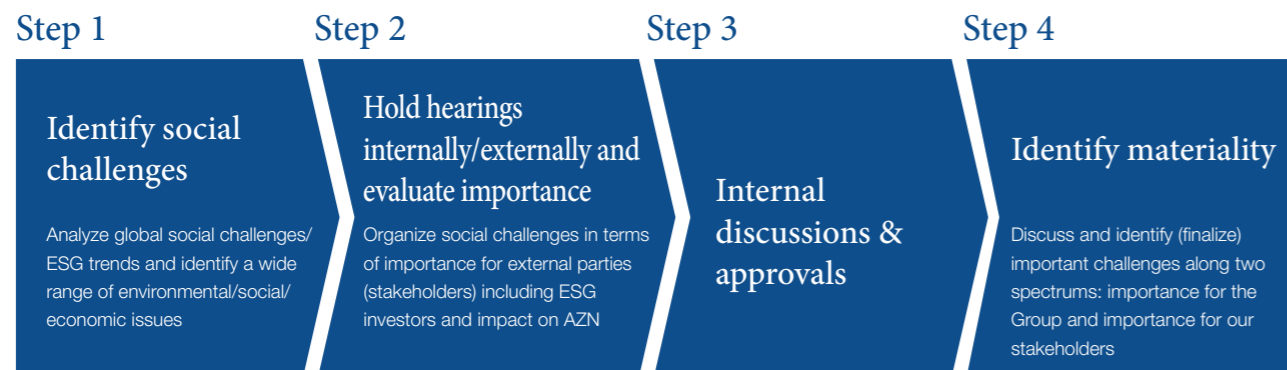 Step 1
Identify social
challenges
Analyze global social challenges/
ESG trends and identify a wide
range of environmental/social/
economic issues
Step 2
Hold hearings
internally/externally and
evaluate importance
Organize social challenges in terms
of importance for external parties
(stakeholders) including ESG
investors and impact on AZN
Step 3
Internal
discussions &
approvals
Step 4
Identify materiality
Discuss and identify (finalize)
important challenges along two
spectrums: importance for the
Group and importance for our
stakeholders